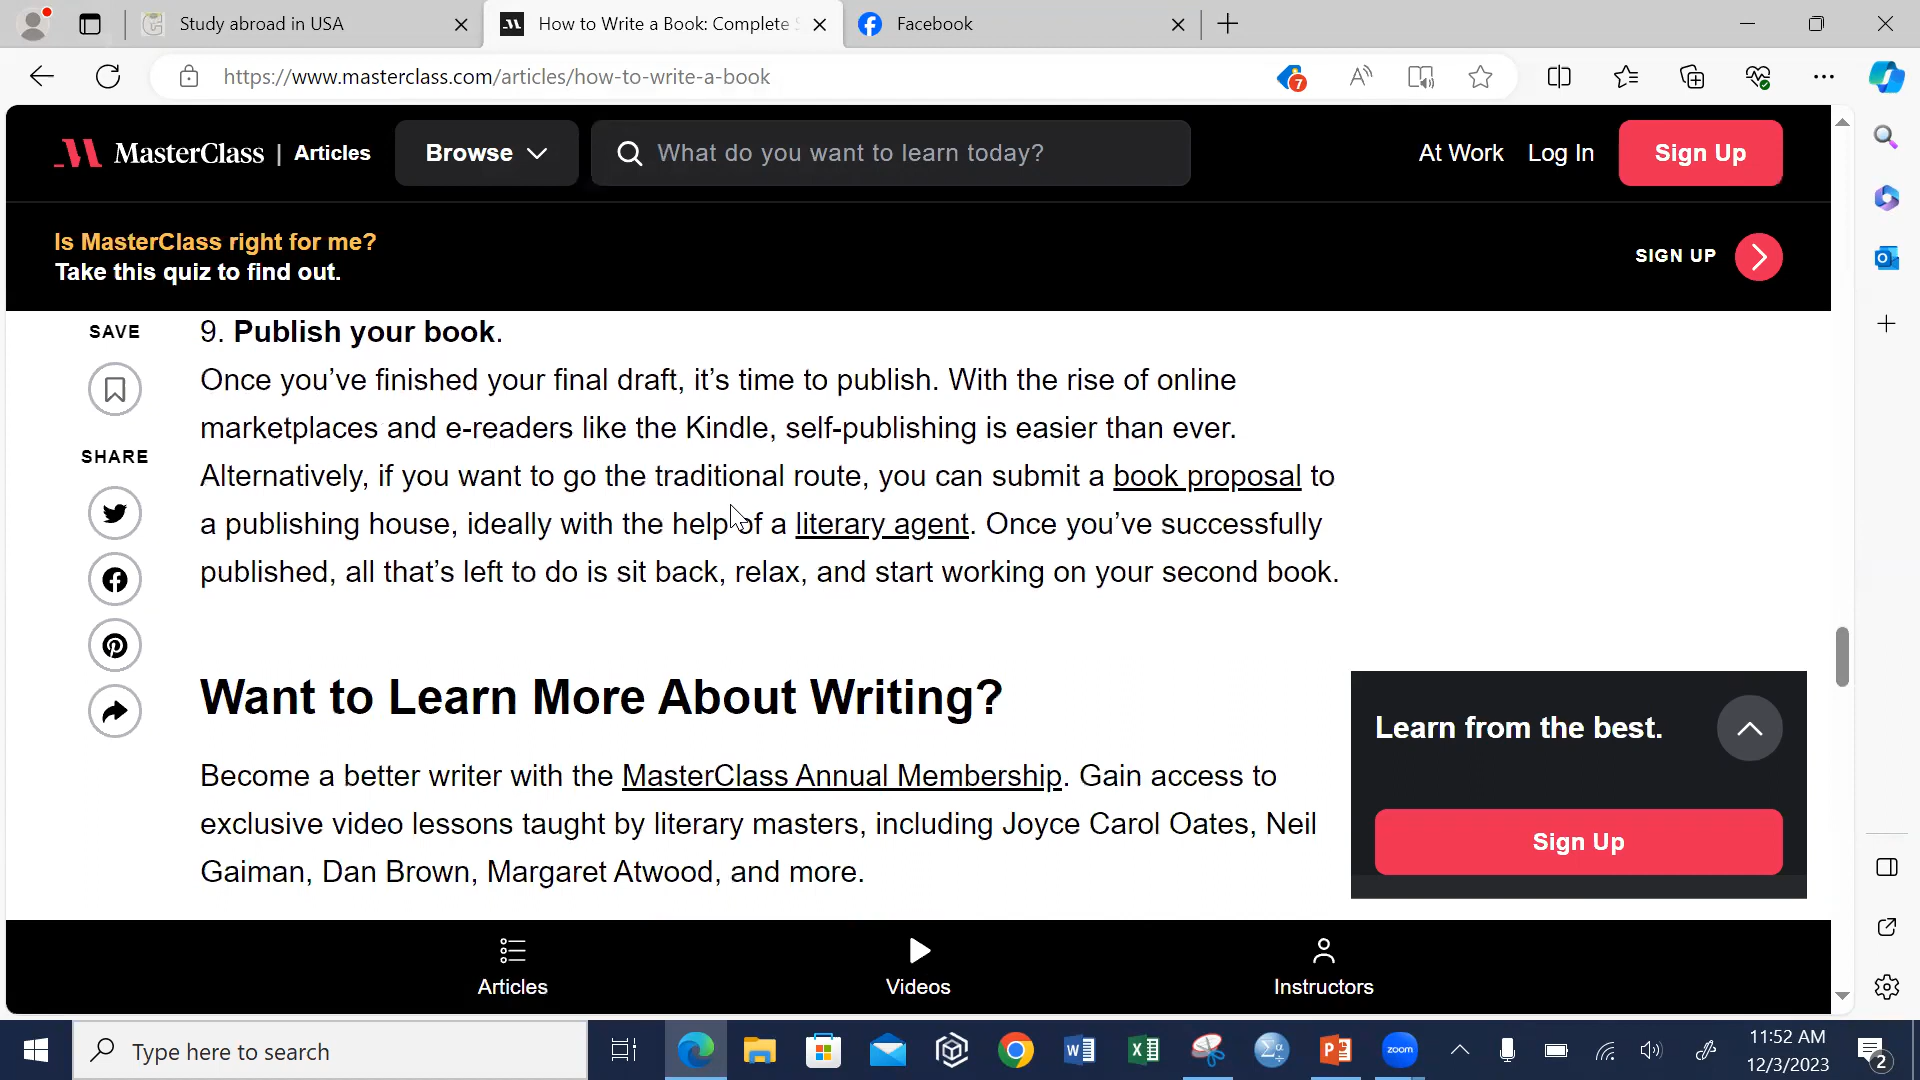 Study abroad in USA
How to Write a Book: Complete S
Facebook
https://www.masterclass.com/articles/how-to-write-a-book
7
MasterClass | Articles
Browse
What do you want to learn today?
At Work
Log In
Sign Up
Is MasterClass right for me?
Take this quiz to find out.
SIGN UP
SAVE
SHARE
9. Publish your book.
Once you’ve finished your final draft, it’s time to publish. With the rise of online
marketplaces and e-readers like the Kindle, self-publishing is easier than ever.
Alternatively, if you want to go the traditional route, you can submit a book proposal to
a publishing house, ideally with the help of a literary agent. Once you’ve successfully
published, all that’s left to do is sit back, relax, and start working on your second book.
Want to Learn More About Writing?
Become a better writer with the MasterClass Annual Membership. Gain access to
exclusive video lessons taught by literary masters, including Joyce Carol Oates, Neil
Gaiman, Dan Brown, Margaret Atwood, and more.
Learn from the best.
Sign Up
Articles
Videos
Instructors
Type here to search
zoom
11:52 AM
12/3/2023
2